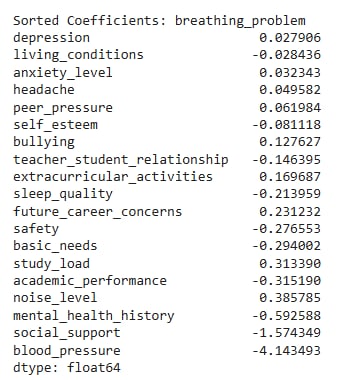 Sorted Coefficients: breathing_problem
depression 0.027906
living_conditions -0.028436
anxiety_level 0.032343
headache 0.049582
peer_pressure 0.061984
self_esteem -0.081118
bullying 0.127627
teacher_student_relationship -0.146395
extracurricular_activities 0.169687
sleep_quality -0.213959
future_career_concerns 0.231232
safety -0.276553
basic_needs -0.294002
study_load 0.313390
academic_performance -0.315190
noise_level 0.385785
mental_health_history -0.592588
social_support -1.574349
blood_pressure -4.143493
dtype: float64